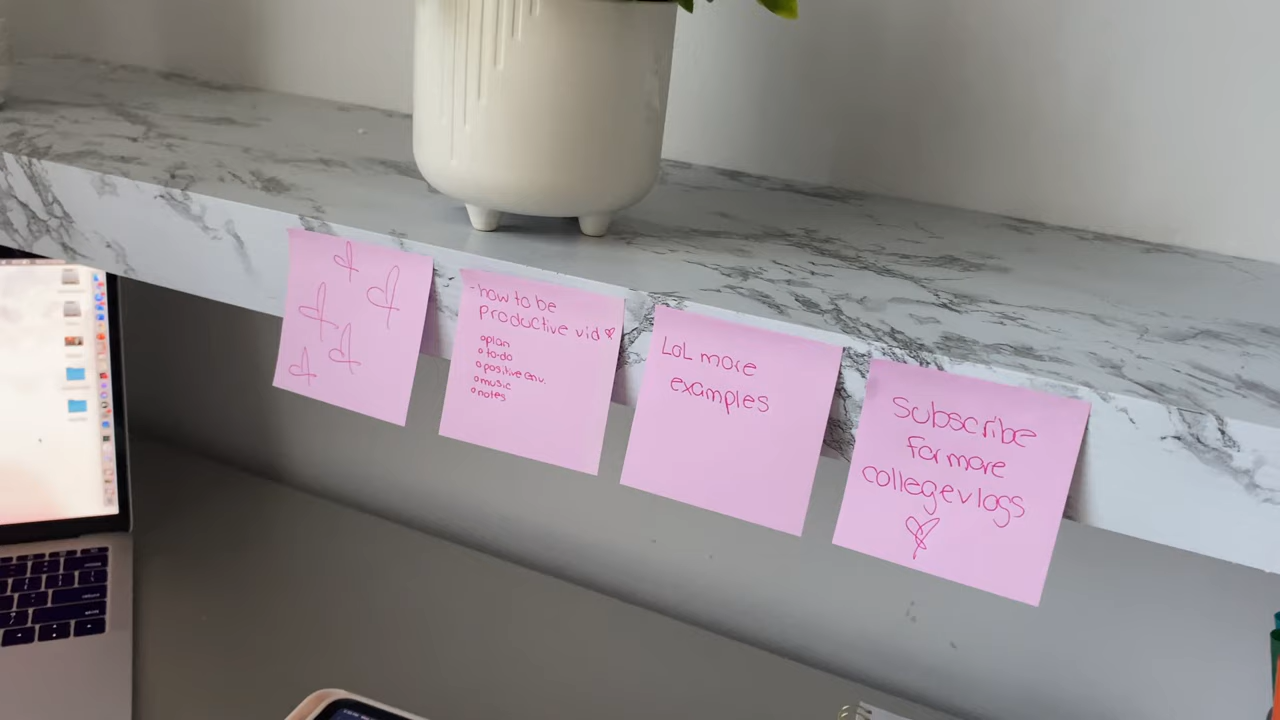 - how to be
productive vid
plan
to-do
positive env.
music
notes
LOL more
examples
Subscribe
for more
college vlogs